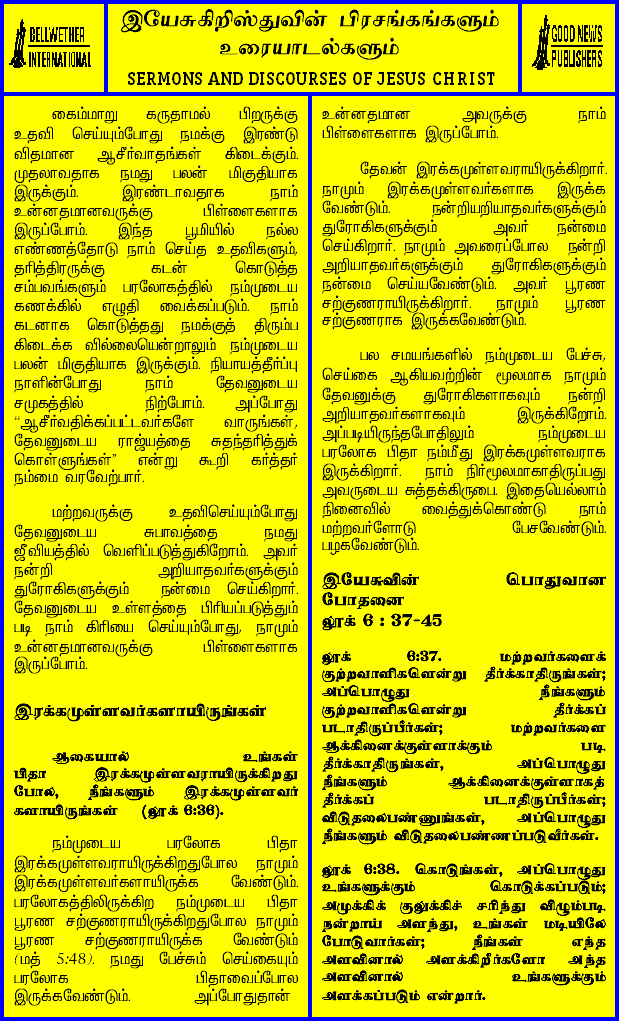 BELLWETHER
INTERNATIONAL
இயேசுகிறிஸ்துவின் பிரசங்கங்களும்
உரையாடல்களும்
SERMONS AND DISCOURSES OF JESUS CHRIST
GOOD NEWS
PUBLISHERS
கைம்மாறு கருதாமல் பிறருக்கு
உதவி செய்யும்போது நமக்கு இரண்டு
விதமான ஆசீர்வாதங்கள் கிடைக்கும்.
முதலாவதாக நமது பலன் மிகுதியாக
இருக்கும். இரண்டாவதாக நாம்
உன்னதமானவருக்கு பிள்ளைகளாக
இருப்போம். இந்த பூமியில் நல்ல
எண்ணத்தோடு நாம் செய்த உதவிகளும்,
தரித்திரருக்கு கடன் கொடுத்த
சம்பவங்களும் பரலோகத்தில் நம்முடைய
கணக்கில் எழுதி வைக்கப்படும். நாம்
கடனாக கொடுத்தது நமக்குத் திரும்ப
கிடைக்க வில்லையென்றாலும் நம்முடைய
பலன் மிகுதியாக இருக்கும். நியாயத்தீர்ப்பு
நாளின்போது நாம் தேவனுடைய
சமுகத்தில் நிற்போம். அப்போது
“ஆசீர்வதிக்கப்பட்டவர்களே வாருங்கள்,
தேவனுடைய ராஜ்யத்தை சுதந்தரித்துக்
கொள்ளுங்கள்” என்று கூறி கர்த்தர்
நம்மை வரவேற்பார்.
மற்றவருக்கு உதவிசெய்யும்போது
தேவனுடைய சுபாவத்தை நமது
ஜீவியத்தில் வெளிப்படுத்துகிறோம். அவர்
நன்றி அறியாதவர்களுக்கும்
துரோகிகளுக்கும் நன்மை செய்கிறார்.
தேவனுடைய உள்ளத்தை பிரியப்படுத்தும்
படி நாம் கிரியை செய்யும்போது, நாமும்
உன்னதமானவருக்கு பிள்ளைகளாக
இருப்போம்.
இரக்கமுள்ளவர்களாயிருங்கள்
ஆகையால் உங்கள்
பிதா இரக்கமுள்ளவராயிருக்கிறது
போல, நீங்களும் இரக்கமுள்ளவர்
களாயிருங்கள் (லூக் 6:36).
நம்முடைய பரலோக பிதா
இரக்கமுள்ளவராயிருக்கிறதுபோல நாமும்
இரக்கமுள்ளவர்களாயிருக்க வேண்டும்.
பரலோகத்திலிருக்கிற நம்முடைய பிதா
பூரண சற்குணராயிருக்கிறதுபோல நாமும்
பூரண சற்குணராயிருக்க வேண்டும்
(மத் 5:48). நமது பேச்சும் செய்கையும்
பரலோக பிதாவைப்போல
இருக்கவேண்டும். அப்போதுதான்
உன்னதமான அவருக்கு நாம்
பிள்ளைகளாக இருப்போம்.
தேவன் இரக்கமுள்ளவராயிருக்கிறார்.
நாமும் இரக்கமுள்ளவர்களாக இருக்க
வேண்டும். நன்றியறியாதவர்களுக்கும்
துரோகிகளுக்கும் அவர் நன்மை
செய்கிறார். நாமும் அவரைப்போல நன்றி
அறியாதவர்களுக்கும் துரோகிகளுக்கும்
நன்மை செய்யவேண்டும். அவர் பூரண
சற்குணராயிருக்கிறார். நாமும் பூரண
சற்குணராக இருக்கவேண்டும்.
பல சமயங்களில் நம்முடைய பேச்சு,
செய்கை ஆகியவற்றின் மூலமாக நாமும்
தேவனுக்கு துரோகிகளாகவும் நன்றி
அறியாதவர்களாகவும் இருக்கிறோம்.
அப்படியிருந்தபோதிலும் நம்முடைய
பரலோக பிதா நம்மீது இரக்கமுள்ளவராக
இருக்கிறார். நாம் நிர்மூலமாகாதிருப்பது
அவருடைய சுத்தக்கிருபை. இதையெல்லாம்
நினைவில் வைத்துக்கொண்டு நாம்
மற்றவர்ளோடு பேசவேண்டும்.
பழகவேண்டும்.
இயேசுவின் பொதுவான
போதனை
லூக் 6 : 37-45
லூக் 6:37. மற்றவர்களைக்
குற்றவாளிகளென்று தீர்க்காதிருங்கள்;
அப்பொழுது நீங்களும்
குற்றவாளிகளென்று தீர்க்கப்
படாதிருப்பீர்கள்; மற்றவர்களை
ஆக்கினைக்குள்ளாக்கும் படி
தீர்க்காதிருங்கள், அப்பொழுது
நீங்களும் ஆக்கினைக்குள்ளாகத்
தீர்க்கப் படாதிருப்பீர்கள்;
விடுதலைபண்ணுங்கள், அப்பொழுது
நீங்களும் விடுதலைபண்ணப்படுவீர்கள்.
லூக் 6:38. கொடுங்கள், அப்பொழுது
உங்களுக்கும் கொடுக்கப்படும்;
அமுக்கிக் குலுக்கிச் சரிந்து விழும்படி
நன்றாய் அளந்து, உங்கள் மடியிலே
போடுவார்கள்; நீங்கள் எந்த
அளவினால் அளக்கிறீர்களோ அந்த
அளவினால் உங்களுக்கும்
அளக்கப்படும் என்றார்.